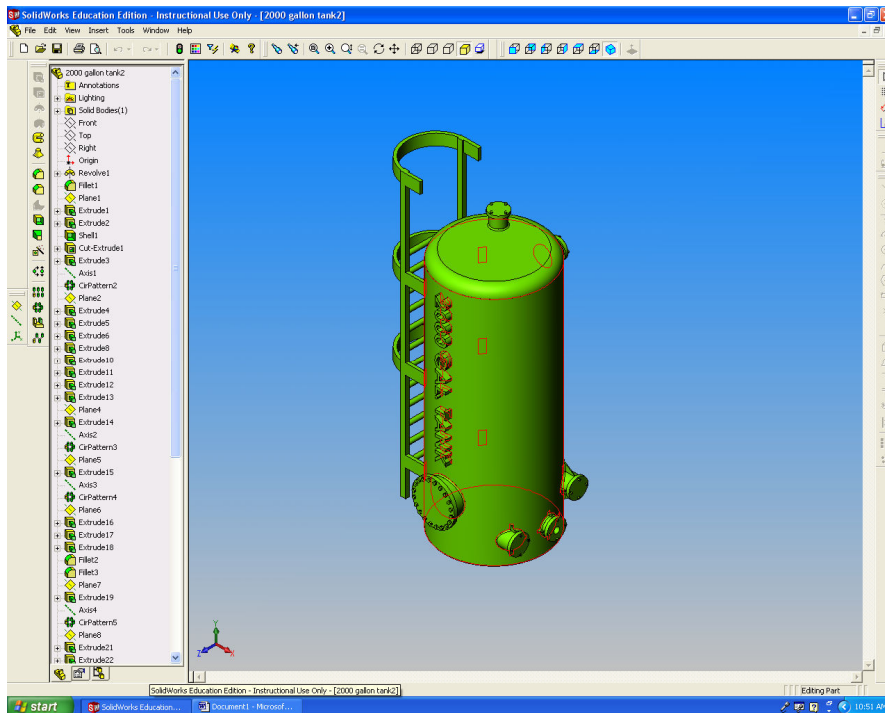 SolidWorks Education Edition - Instructional Use Only - [2000 gallon tank2]
File Edit View Insert Tools Window Help
2000 gallon tank2
Annotations
Lighting
Solid Bodies(1)
Front
Top
Right
Origin
Revolve1
Fillet1
Plane1
Extrude1
Extrude2
Shell1
Cut-Extrude1
Extrude3
Axis1
CirPattern2
Plane2
Extrude4
Extrude5
Extrude6
Extrude8
Extrude10
Extrude11
Extrude12
Extrude13
Plane4
Extrude14
Axis2
CirPattern3
Plane5
Extrude15
Axis3
CirPattern4
Plane6
Extrude16
Extrude17
Extrude18
Fillet2
Fillet3
Plane7
Extrude19
Axis4
CirPattern5
Plane8
Extrude21
Extrude22
2000 GAL TANK
Y
Z
X
SolidWorks Education Edition - Instructional Use Only - [2000 gallon tank2]
Editing Part
start
SolidWorks Education...
Document1 - Microsof...
10:51 AM